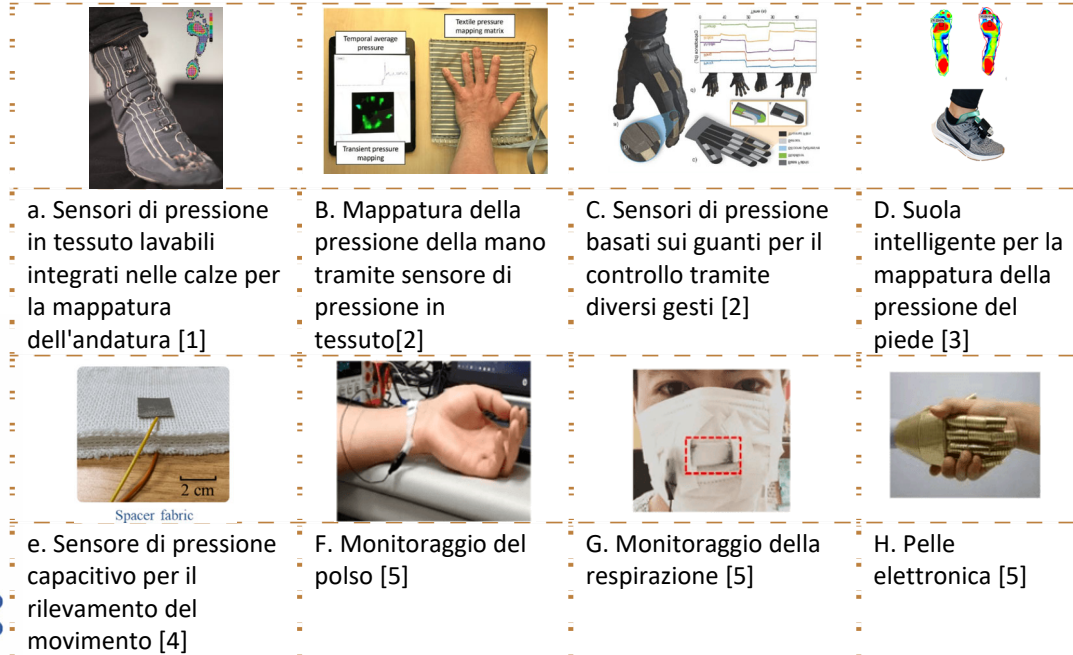 Temporal average
pressure
Textile pressure
mapping matrix
Transient pressure
mapping
a. Sensori di pressione
in tessuto lavabili
integrati nelle calze per
la mappatura
dell'andatura [1]
B. Mappatura della
pressione della mano
tramite sensore di
pressione in
tessuto[2]
C. Sensori di pressione
basati sui guanti per il
controllo tramite
diversi gesti [2]
D. Suola
intelligente per la
mappatura della
pressione del
piede [3]
2 cm
Spacer fabric
e. Sensore di pressione
capacitivo per il
rilevamento del
movimento [4]
F. Monitoraggio del
polso [5]
G. Monitoraggio della
respirazione [5]
H. Pelle
elettronica [5]